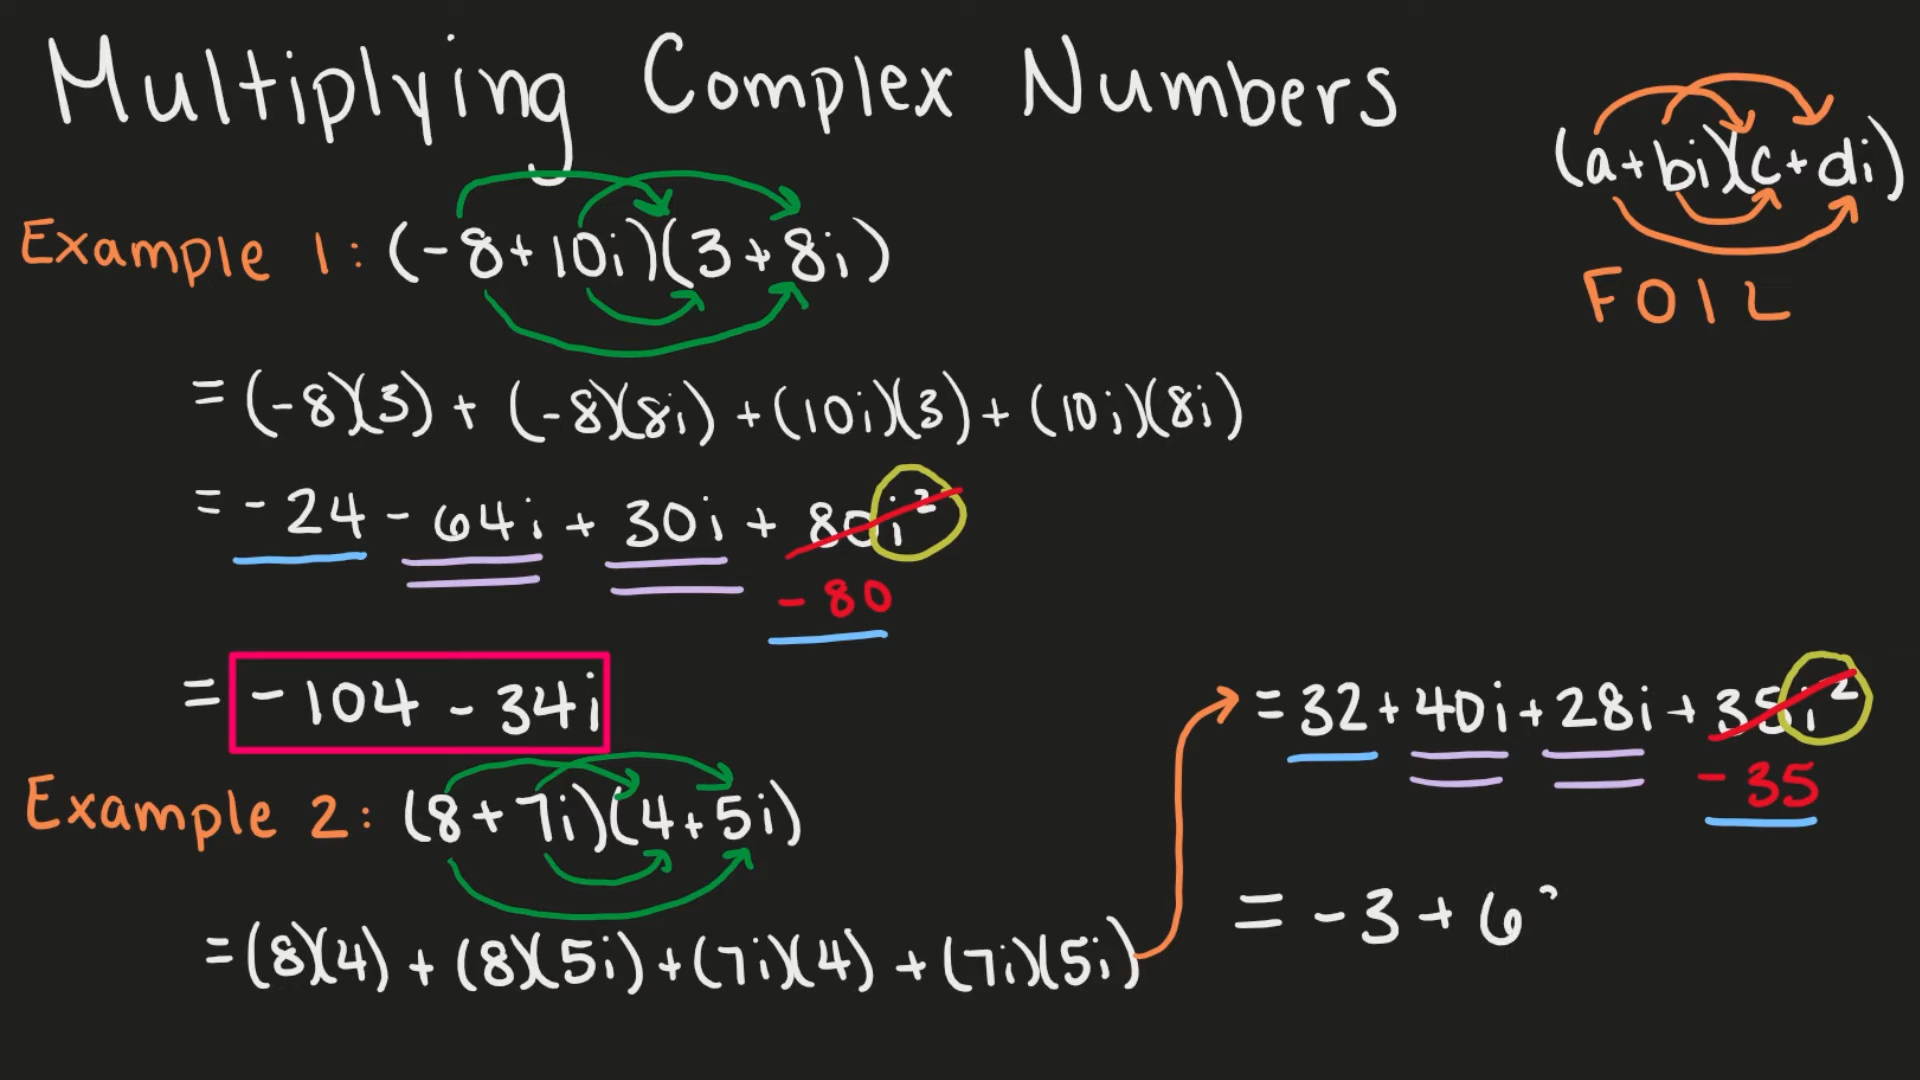 Multiplying Complex Numbers
(a+bi)(c+di)
FOIL
Example 1: (-8+10i)(3+8i)
= (-8)(3) + (-8)(8i) + (10i)(3) + (10i)(8i)
= -24 - 64i + 30i + 80i²
-80
= -104 - 34i
Example 2: (8+7i)(4+5i)
= (8)(4) + (8)(5i) + (7i)(4) + (7i)(5i)
= 32 + 40i + 28i + 35i²
-35
= -3 + 6